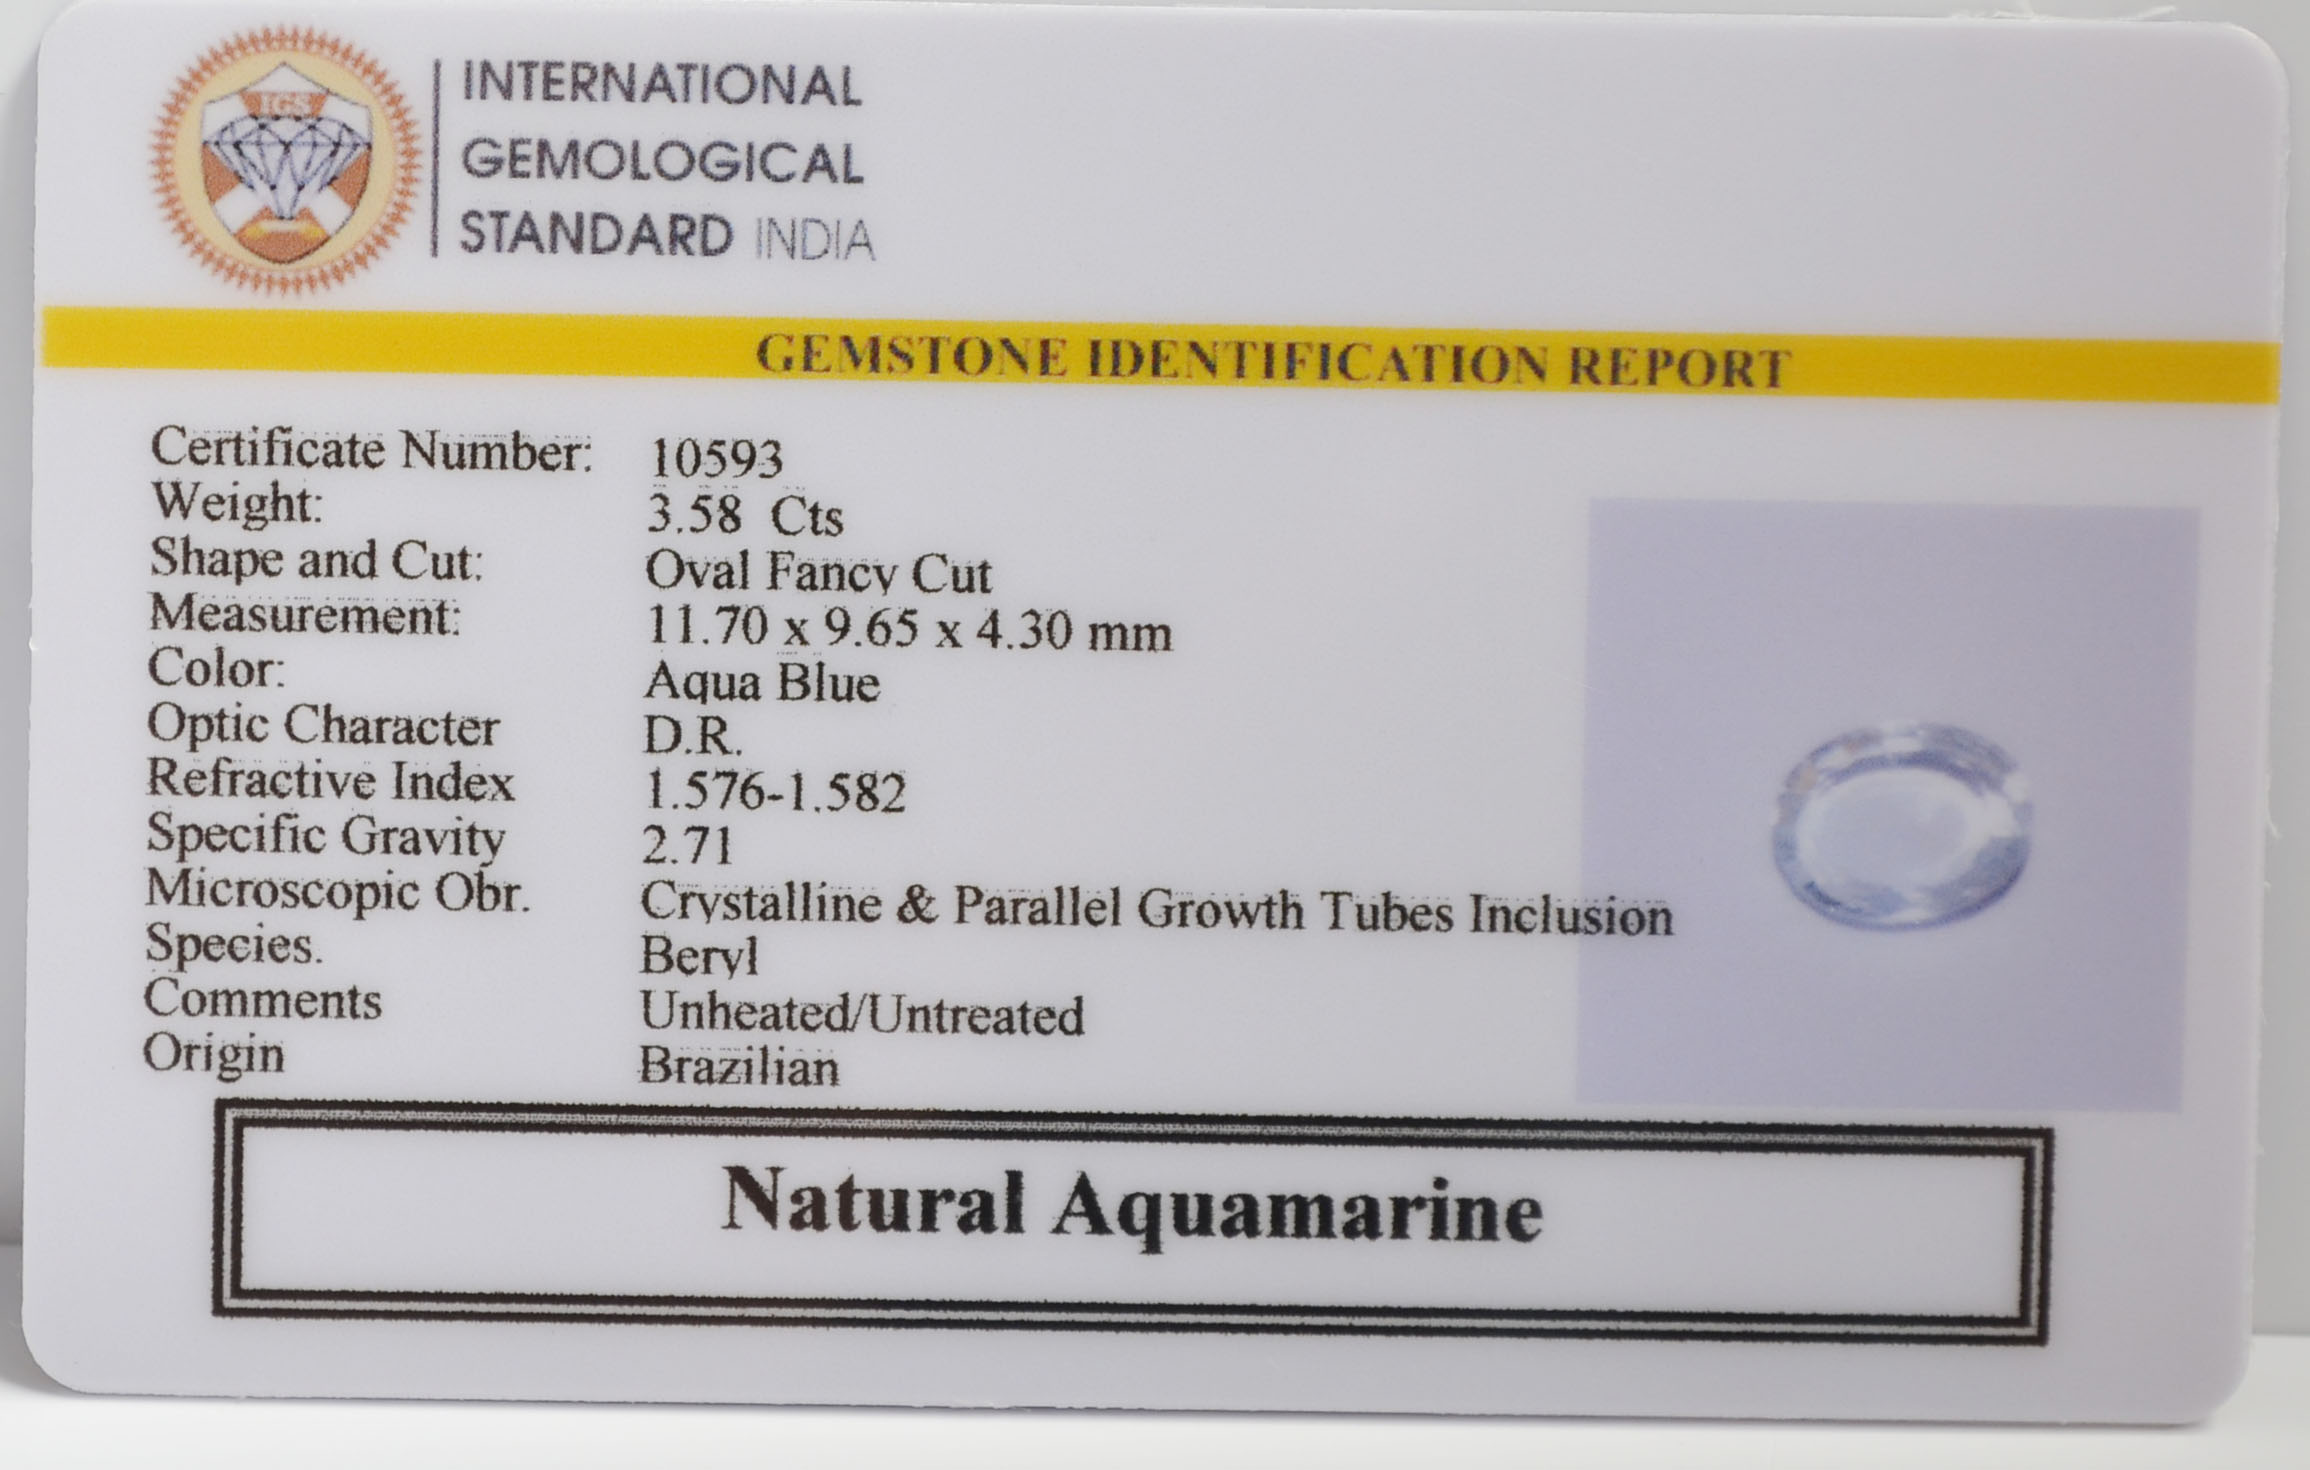 IGS
INTERNATIONAL
GEMOLOGICAL
STANDARD INDIA
GEMSTONE IDENTIFICATION REPORT
Certificate Number: 10593
Weight: 3.58 Cts
Shape and Cut: Oval Fancy Cut
Measurement: 11.70 x 9.65 x 4.30 mm
Color: Aqua Blue
Optic Character D.R.
Refractive Index 1.576-1.582
Specific Gravity 2.71
Microscopic Obr. Crystalline & Parallel Growth Tubes Inclusion
Species. Beryl
Comments Unheated/Untreated
Origin Brazilian
Natural Aquamarine